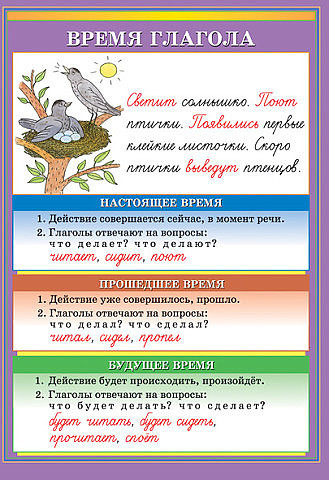 ВРЕМЯ ГЛАГОЛА
Светит солнышко. Поют
птички. Появились первые
клейкие листочки. Скоро
птички выведут птенцов.
НАСТОЯЩЕЕ ВРЕМЯ
1. Действие совершается сейчас, в момент речи.
2. Глаголы отвечают на вопросы:
что делает? что делают?
читает, сидит, поют
ПРОШЕДШЕЕ ВРЕМЯ
1. Действие уже совершилось, прошло.
2. Глаголы отвечают на вопросы:
что делал? что сделал?
читал, сидел, пропел
БУДУЩЕЕ ВРЕМЯ
1. Действие будет происходить, произойдёт.
2. Глаголы отвечают на вопросы:
что будет делать? что сделает?
будет читать, будет сидеть,
прочитает, споёт